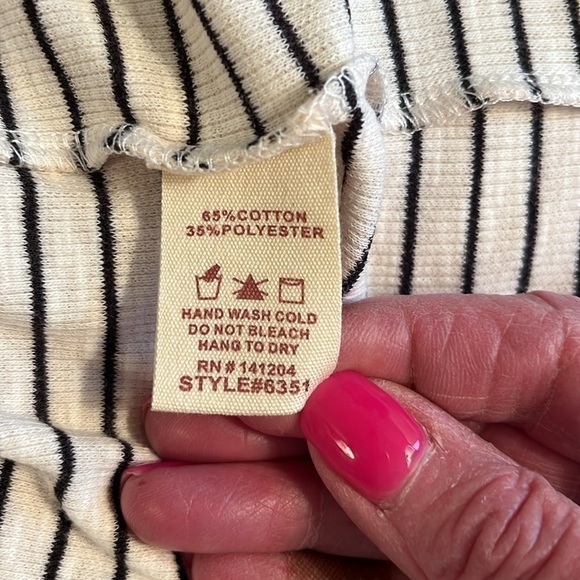 65%COTTON
35%POLYESTER
HAND WASH COLD
DO NOT BLEACH
HANG TO DRY
RN#141204
STYLE#6351